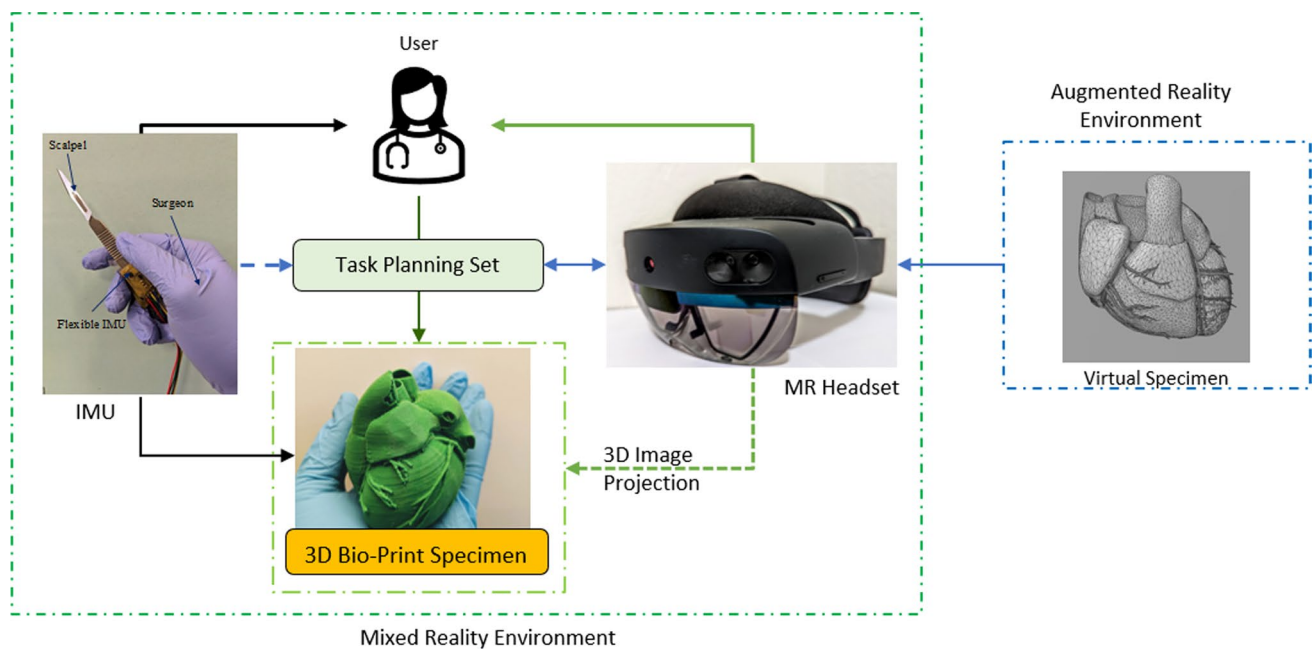 User
Augmented Reality
Environment
Scalpel
Surgeon
Task Planning Set
Flexible IMU
IMU
MR Headset
Virtual Specimen
3D Image
Projection
3D Bio-Print Specimen
Mixed Reality Environment